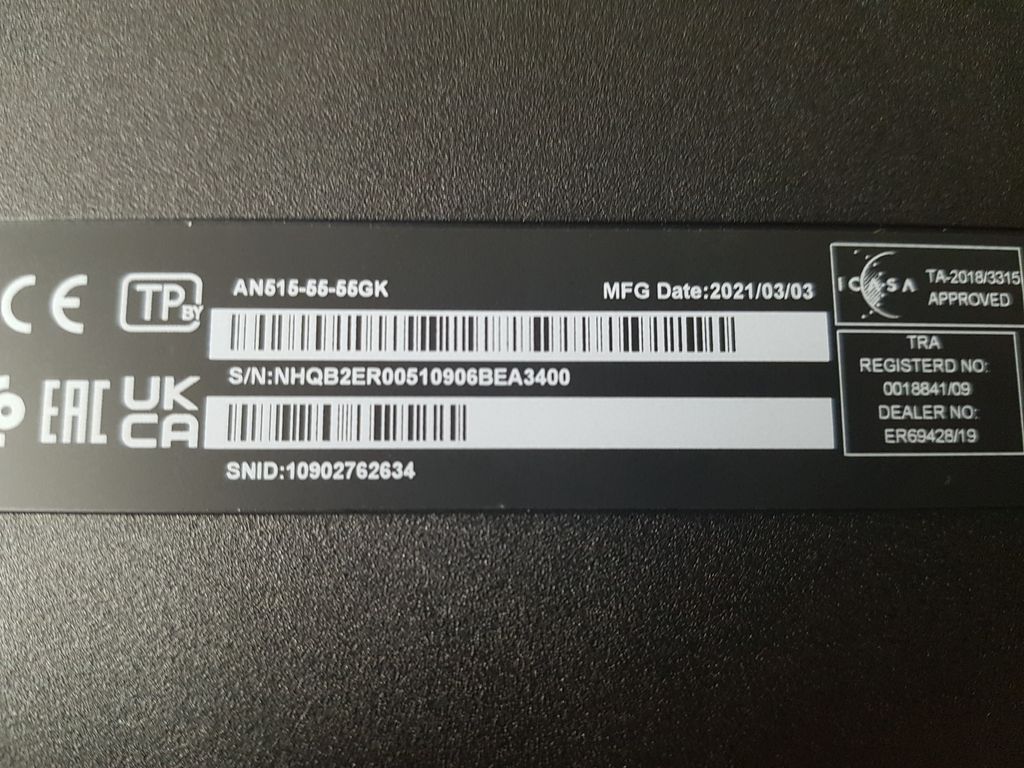 CE
TP
BY
AN515-55-55GK
MFG Date:2021/03/03
S/N:NHQB2ER00510906BEA3400
EAC
UK
CA
SNID:10902762634
ICASA
TA-2018/3315
APPROVED
TRA
REGISTERD NO:
0018841/09
DEALER NO:
ER69428/19